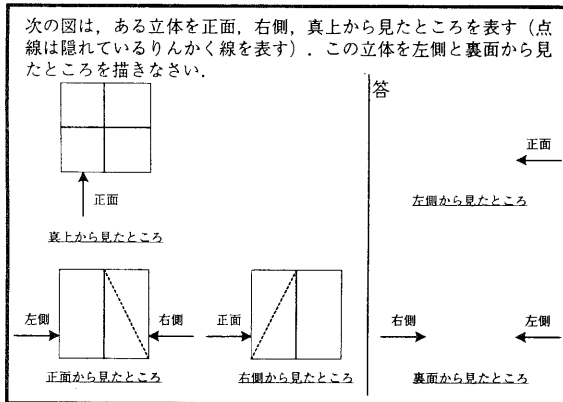 次の図は，ある立体を正面，右側，真上から見たところを表す（点
線は隠れているりんかく線を表す）．この立体を左側と裏面から見
たところを描きなさい．
答
正面
真上から見たところ
正面
左側から見たところ
左側
右側
正面から見たところ
正面
右側から見たところ
右側
左側
裏面から見たところ